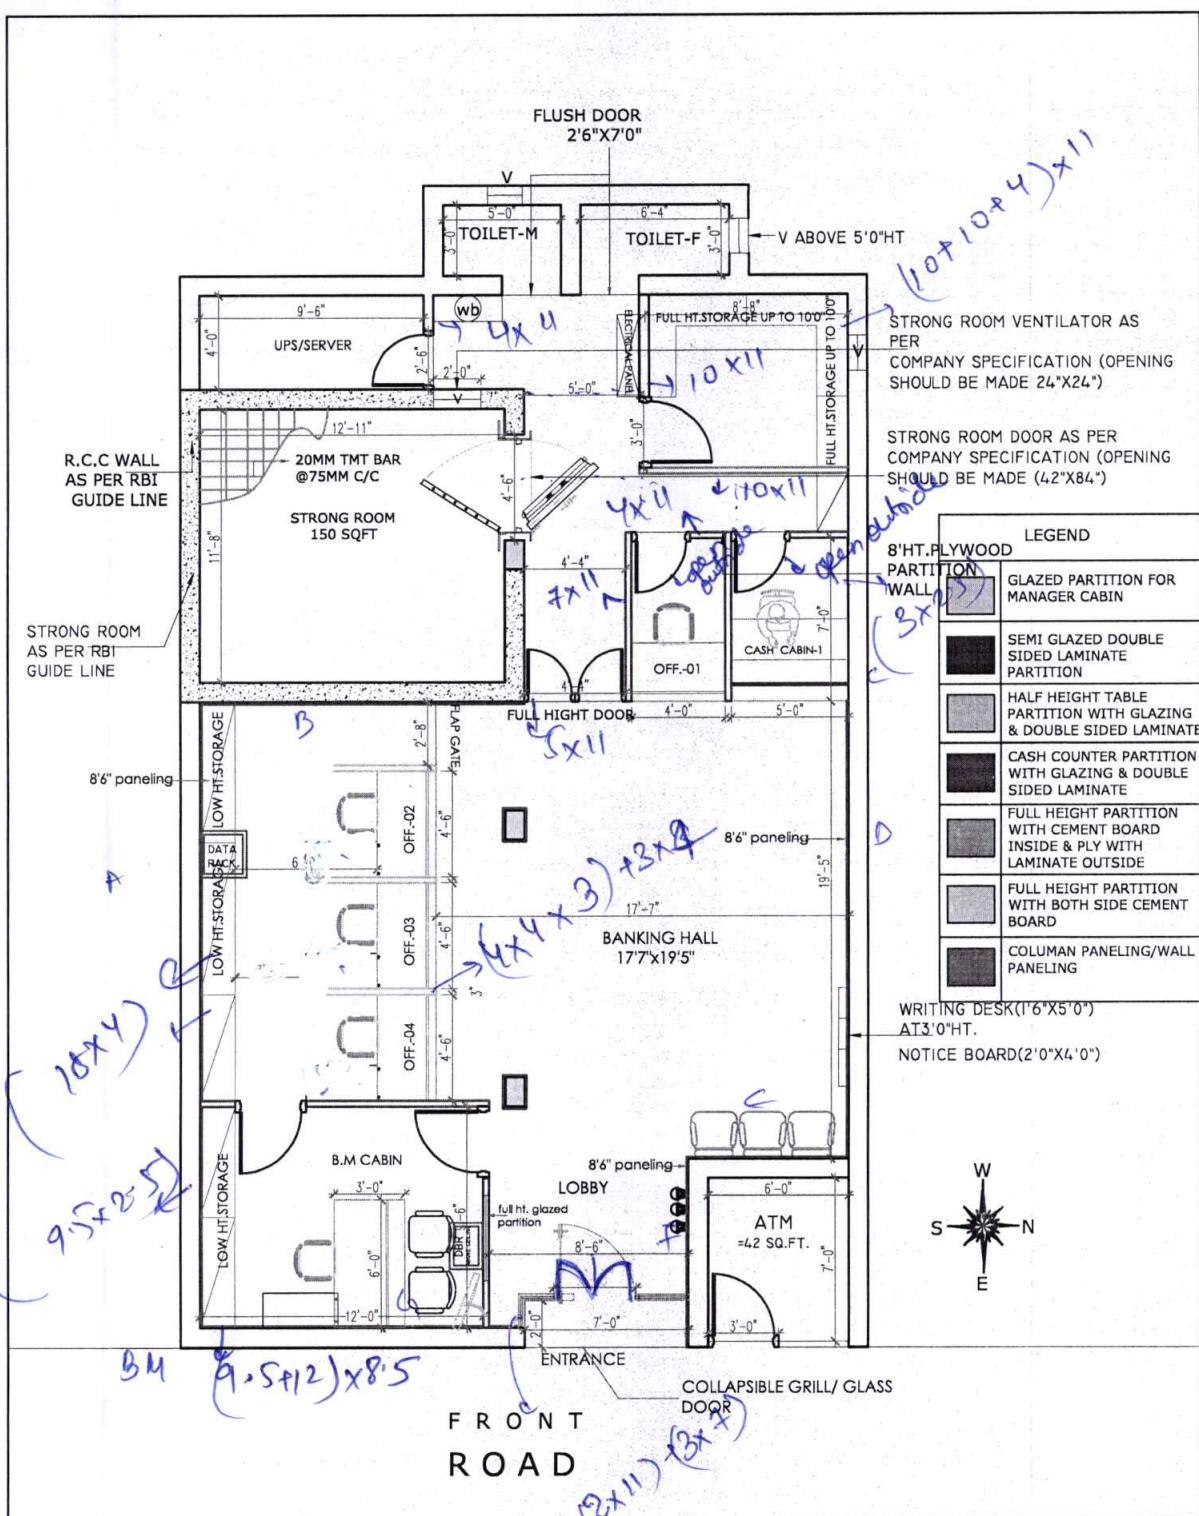 FLUSH DOOR
2'6"X7'0"
(10+10+4)x11
V
5'-0"
6'-4"
TOILET-M
TOILET-F
3'-0"
3'-0"
V ABOVE 5'0"HT
9'-6"
wb
4x4
8'-8"
FULL HT.STORAGE UP TO 10'0"
FULL HT.STORAGE UP TO 10'0"
ELECTRICAL PANEL
UPS/SERVER
4'-0"
2'-6"
2'-0"
5'-0"
10x11
V
V
STRONG ROOM VENTILATOR AS
PER
COMPANY SPECIFICATION (OPENING
SHOULD BE MADE 24"X24")
12'-11"
3'-0"
R.C.C WALL
AS PER RBI
GUIDE LINE
20MM TMT BAR
@75MM C/C
STRONG ROOM DOOR AS PER
COMPANY SPECIFICATION (OPENING
SHOULD BE MADE (42"X84")
STRONG ROOM
150 SQFT
11'-8"
4'-6"
4x11
10x11
open outside
open outside
8'HT.PLYWOOD
PARTITION
WALL
4'-4"
7x11
OFF.-01
CASH CABIN-1
7'-0"
STRONG ROOM
AS PER RBI
GUIDE LINE
4'-4"
FULL HIGHT DOOR
4'-0"
5'-0"
5x11
C
LEGEND
GLAZED PARTITION FOR
MANAGER CABIN
SEMI GLAZED DOUBLE
SIDED LAMINATE
PARTITION
HALF HEIGHT TABLE
PARTITION WITH GLAZING
& DOUBLE SIDED LAMINATE
CASH COUNTER PARTITION
WITH GLAZING & DOUBLE
SIDED LAMINATE
FULL HEIGHT PARTITION
WITH CEMENT BOARD
INSIDE & PLY WITH
LAMINATE OUTSIDE
FULL HEIGHT PARTITION
WITH BOTH SIDE CEMENT
BOARD
COLUMAN PANELING/WALL
PANELING
B
LOW HT.STORAGE
2'-8"
FLAP GATE
8'6" paneling
DATA
RACK
6
OFF.-02
4'-6"
8'6" paneling
D
A
19'-5"
17'-7"
LOW HT.STORAGE
OFF.-03
4'-6"
BANKING HALL
17'7"x19'5"
3"
OFF.-04
4'-6"
WRITING DESK(1'6"X5'0")
AT3'0"HT.
NOTICE BOARD(2'0"X4'0")
B.M CABIN
8'6" paneling
LOBBY
LOW HT.STORAGE
3'-0"
6'-0"
full ht. glazed
partition
DBR
8'-6"
6'-0"
ATM
=42 SQ.FT.
7'-0"
W
S
N
E
12'-0"
2'-0"
7'-0"
3'-0"
ENTRANCE
BM
(9.5+12)x8.5
COLLAPSIBLE GRILL/ GLASS
DOOR
FRONT
ROAD